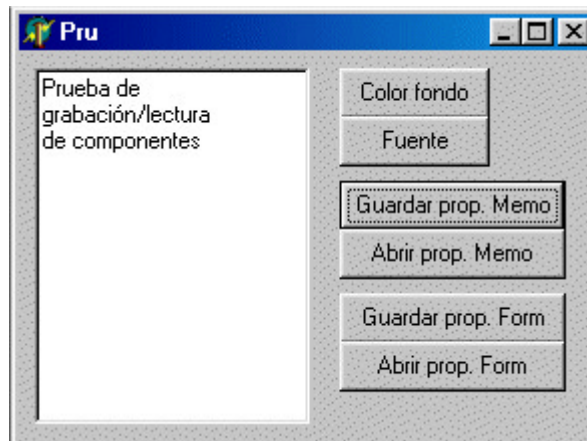 Pru
Prueba de
grabación/lectura
de componentes
Color fondo
Fuente
Guardar prop. Memo
Abrir prop. Memo
Guardar prop. Form
Abrir prop. Form